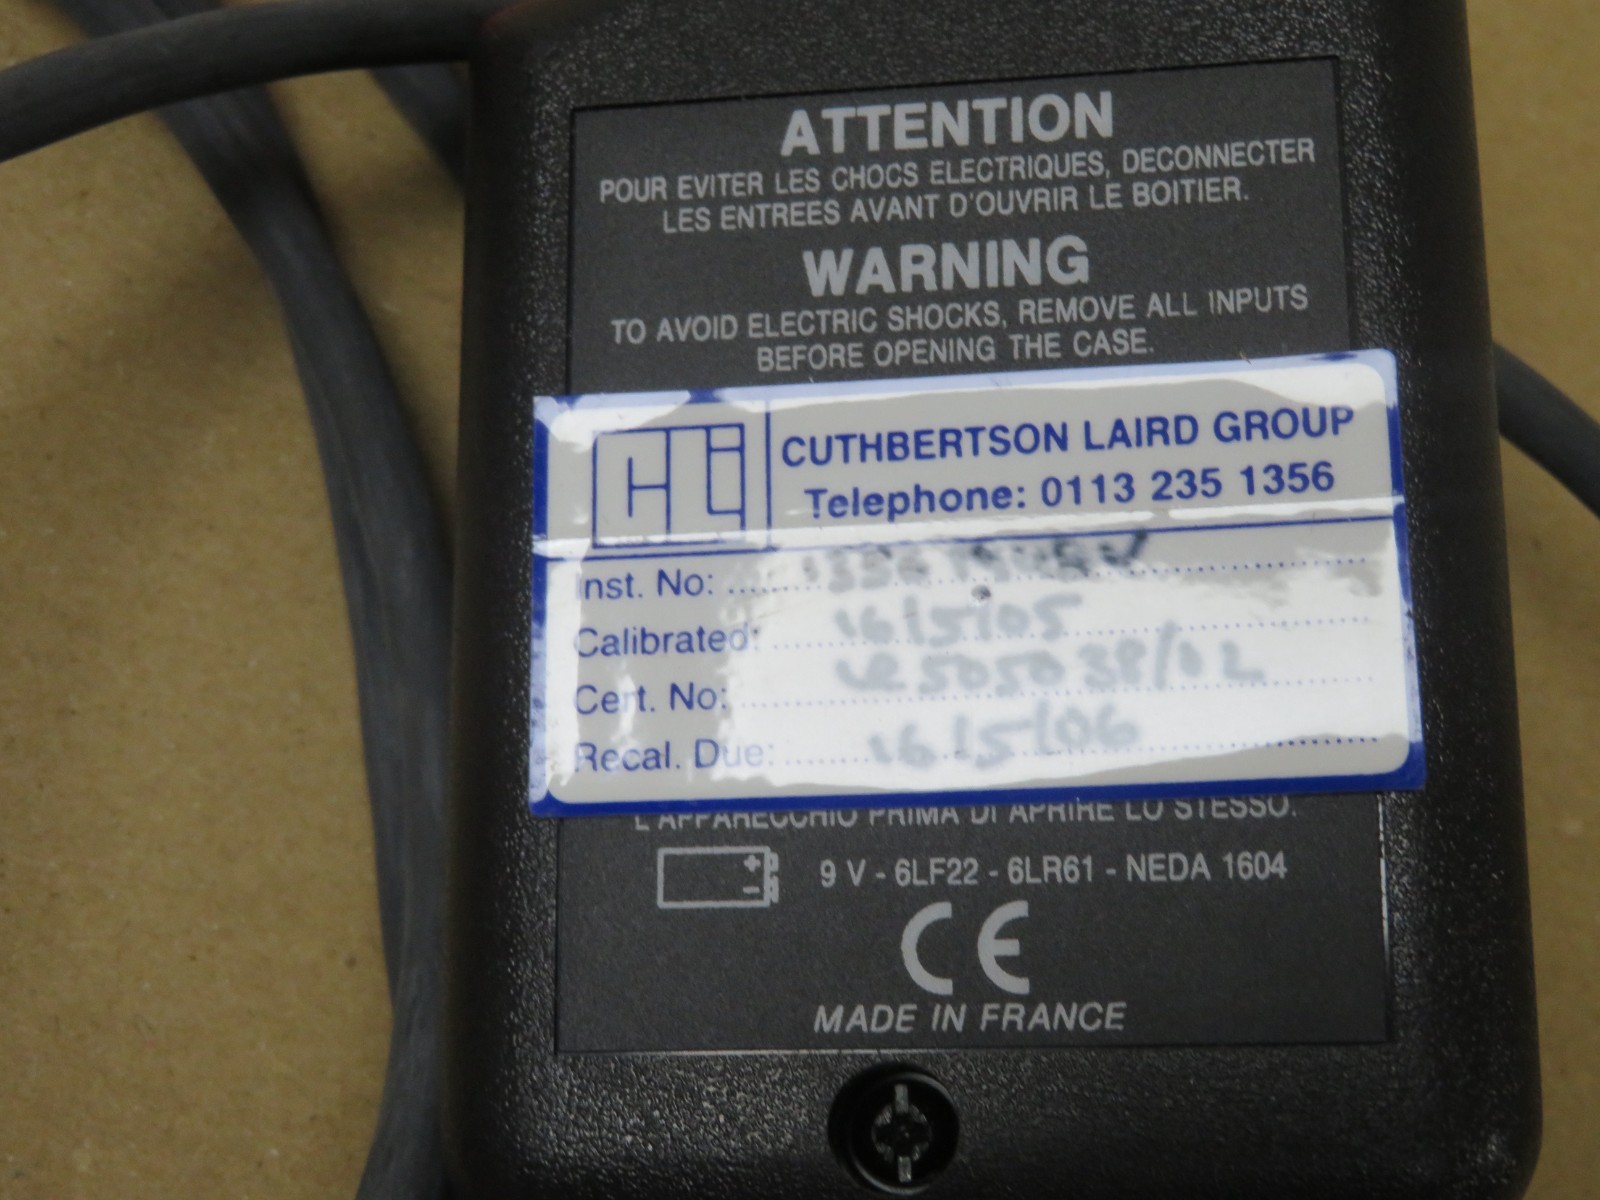 ATTENTION
POUR EVITER LES CHOCS ELECTRIQUES, DECONNECTER
LES ENTREES AVANT D'OUVRIR LE BOITIER.
WARNING
TO AVOID ELECTRIC SHOCKS, REMOVE ALL INPUTS
BEFORE OPENING THE CASE.
CUTHBERTSON LAIRD GROUP
Telephone: 0113 235 1356
Inst. No:
Calibrated: 16/5/05
Cert. No:
Recal. Due: 16/5/06
L'APPARECCHIO PRIMA DI APRIRE LO STESSO.
+
-
9 V - 6LF22 - 6LR61 - NEDA 1604
CE
MADE IN FRANCE